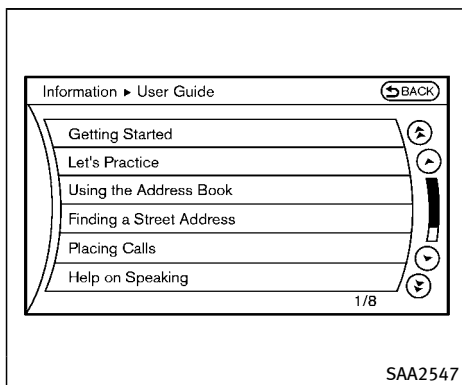 Information ▸ User Guide
BACK
Getting Started
Let's Practice
Using the Address Book
Finding a Street Address
Placing Calls
Help on Speaking
1/8
SAA2547